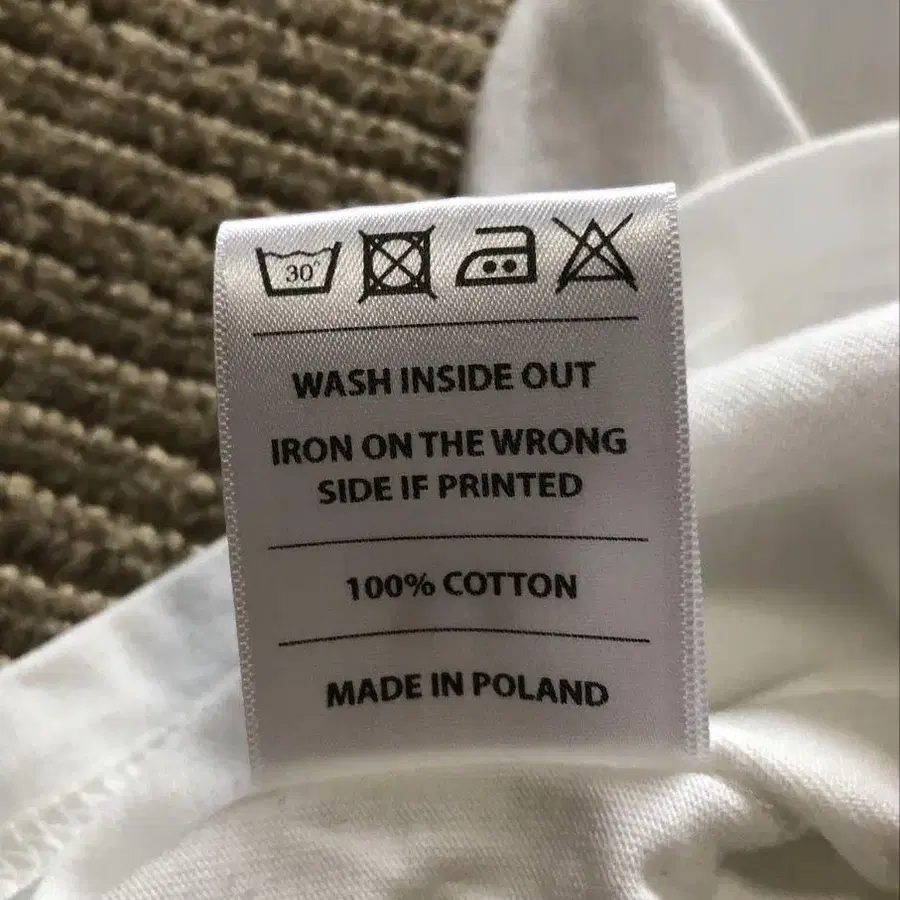 30°
WASH INSIDE OUT
IRON ON THE WRONG
SIDE IF PRINTED
100% COTTON
MADE IN POLAND